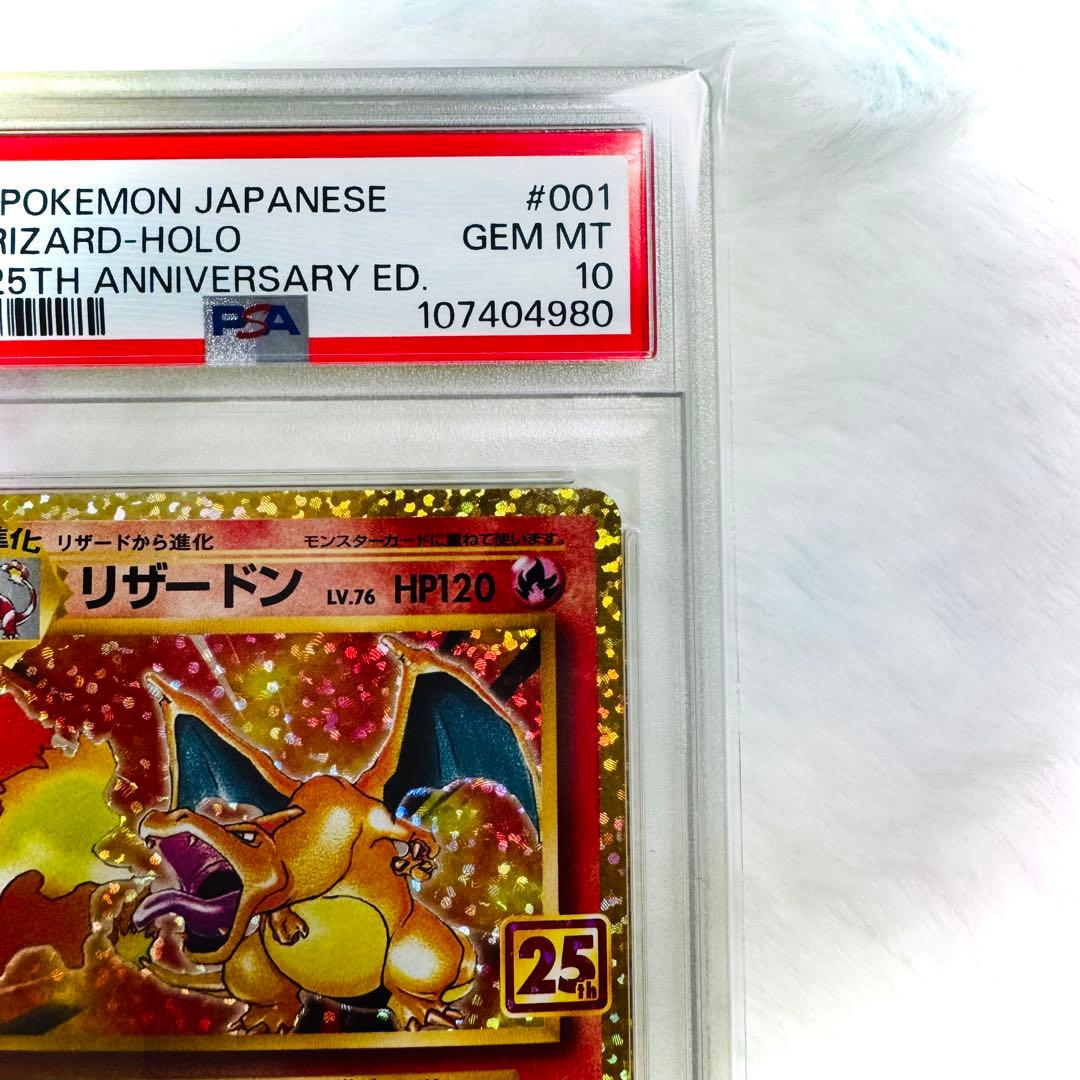 POKEMON JAPANESE #001
RIZARD-HOLO GEM MT
25TH ANNIVERSARY ED. 10
PSA 107404980
進化 リザードから進化 モンスターカードに重ねて使います。
リザードン LV.76 HP120
25th